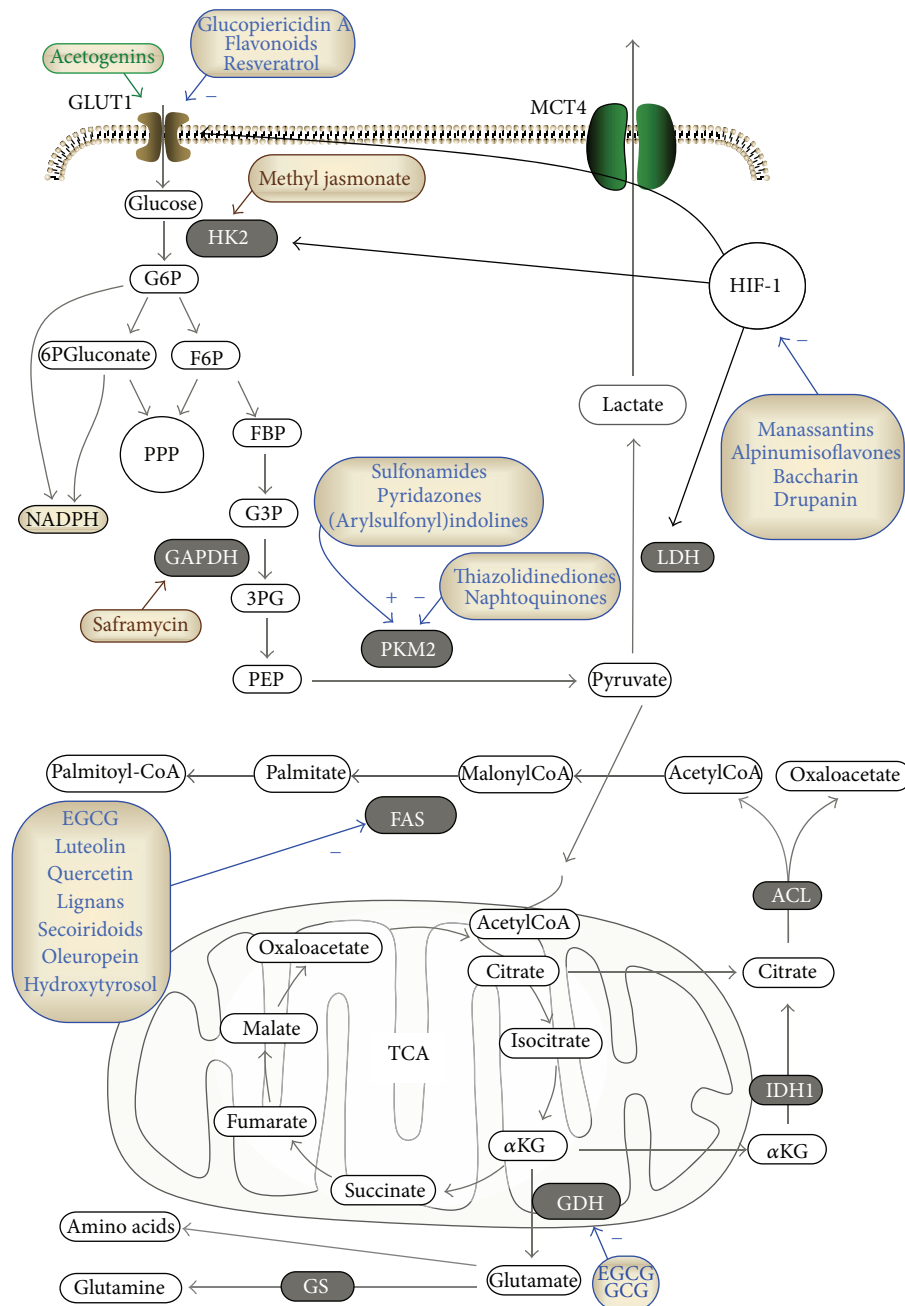 Glucopiericidin A
Flavonoids
Resveratrol
Acetogenins
−
GLUT1
MCT4
Methyl jasmonate
Glucose
HK2
G6P
HIF-1
−
6PGluconate
F6P
Lactate
FBP
PPP
Manassantins
Alpinumisoflavones
Baccharin
Drupanin
Sulfonamides
Pyridazones
(Arylsulfonyl)indolines
NADPH
G3P
GAPDH
LDH
Thiazolidinediones
Naphtoquinones
3PG
+ −
Saframycin
PKM2
PEP
Pyruvate
Palmitoyl-CoA
Palmitate
MalonylCoA
AcetylCoA
Oxaloacetate
FAS
−
EGCG
Luteolin
Quercetin
Lignans
Secoiridoids
Oleuropein
Hydroxytyrosol
ACL
AcetylCoA
Oxaloacetate
Citrate
Citrate
Malate
Isocitrate
TCA
IDH1
Fumarate
αKG
αKG
Succinate
GDH
−
Amino acids
EGCG
GCG
Glutamate
GS
Glutamine